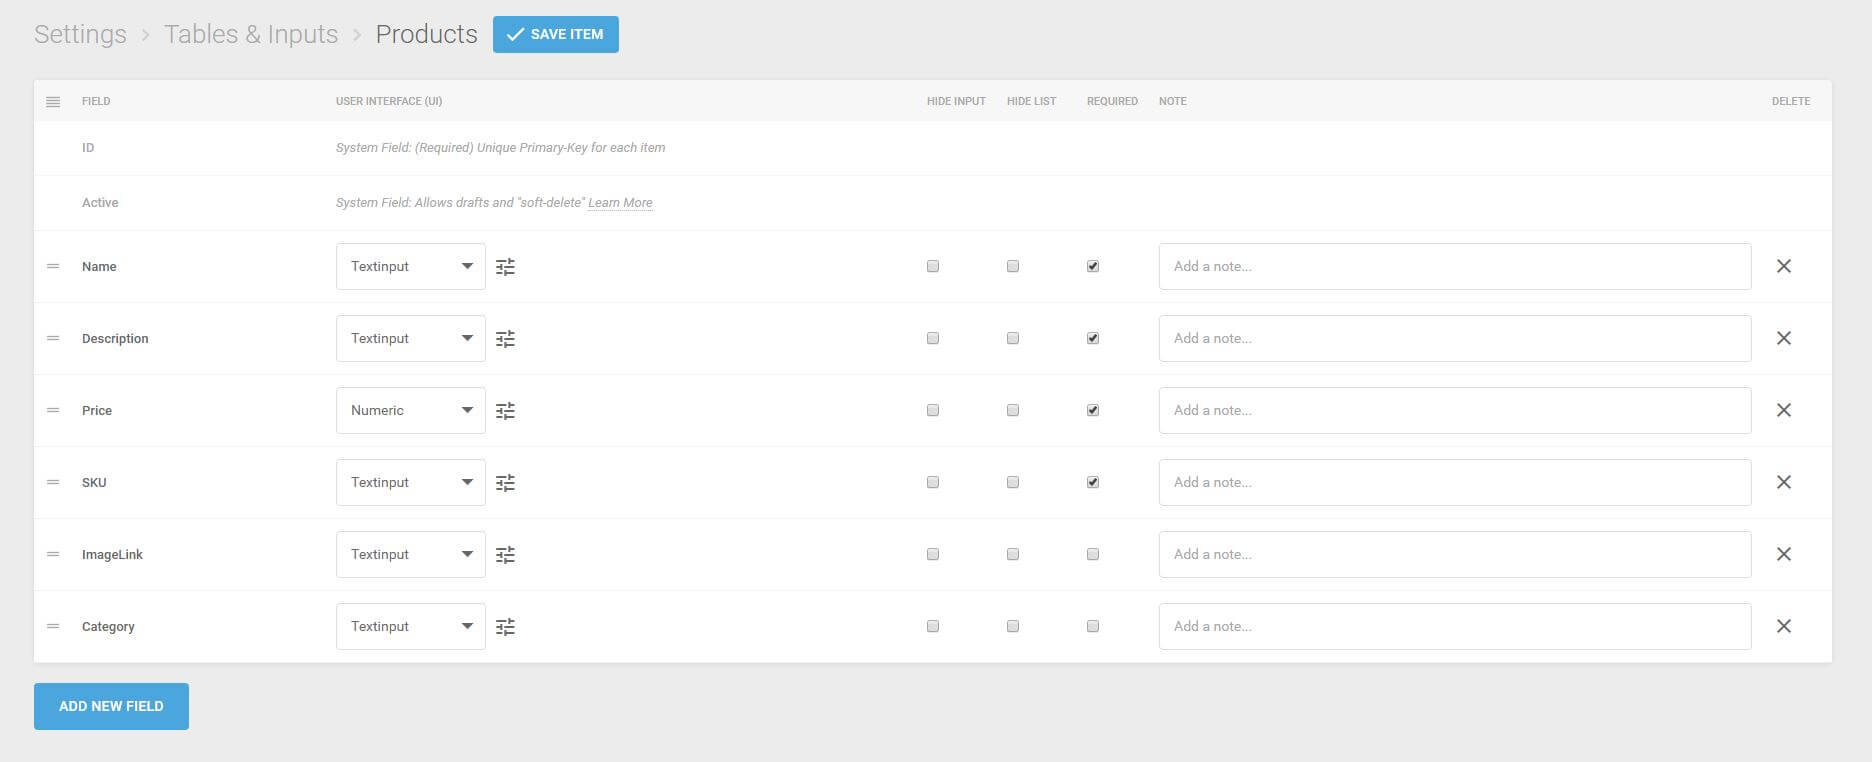 Settings > Tables & Inputs > Products SAVE ITEM
FIELD USER INTERFACE (UI) HIDE INPUT HIDE LIST REQUIRED NOTE DELETE
ID System Field: (Required) Unique Primary-Key for each item
Active System Field: Allows drafts and "soft-delete" Learn More
Name Textinput Add a note...
Description Textinput Add a note...
Price Numeric Add a note...
SKU Textinput Add a note...
ImageLink Textinput Add a note...
Category Textinput Add a note...
ADD NEW FIELD